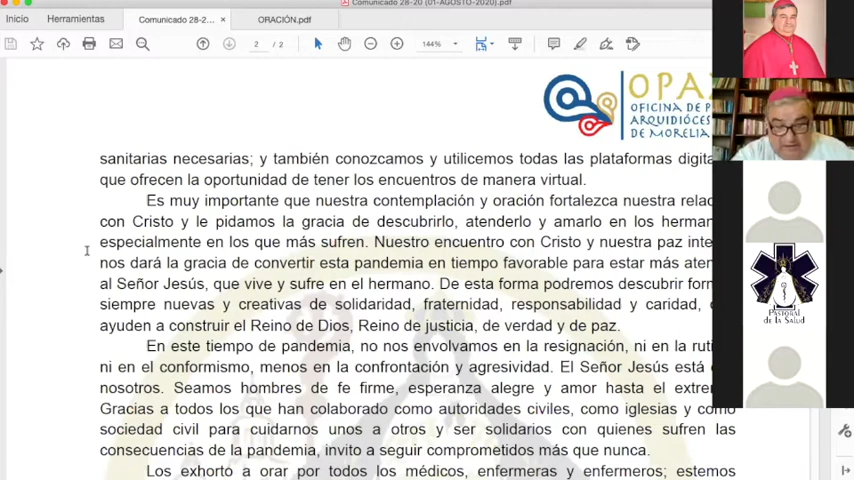 Comunicado 28-20 (01-AGOSTO-2020).pdf
Inicio Herramientas Comunicado 28-2... × ORACIÓN.pdf
2 / 2 144%
OPA
OFICINA DE P
ARQUIDIÓCES
DE MORELIA
sanitarias necesarias; y también conozcamos y utilicemos todas las plataformas digita
que ofrecen la oportunidad de tener los encuentros de manera virtual.
Es muy importante que nuestra contemplación y oración fortalezca nuestra relac
con Cristo y le pidamos la gracia de descubrirlo, atenderlo y amarlo en los herman
especialmente en los que más sufren. Nuestro encuentro con Cristo y nuestra paz inte
nos dará la gracia de convertir esta pandemia en tiempo favorable para estar más aten
al Señor Jesús, que vive y sufre en el hermano. De esta forma podremos descubrir form
siempre nuevas y creativas de solidaridad, fraternidad, responsabilidad y caridad,
ayuden a construir el Reino de Dios, Reino de justicia, de verdad y de paz.
En este tiempo de pandemia, no nos envolvamos en la resignación, ni en la ruti
ni en el conformismo, menos en la confrontación y agresividad. El Señor Jesús está
nosotros. Seamos hombres de fe firme, esperanza alegre y amor hasta el extrem
Gracias a todos los que han colaborado como autoridades civiles, como iglesias y como
sociedad civil para cuidarnos unos a otros y ser solidarios con quienes sufren las
consecuencias de la pandemia, invito a seguir comprometidos más que nunca.
Los exhorto a orar por todos los médicos, enfermeras y enfermeros; estemos
PASTORAL
DE LA SALUD